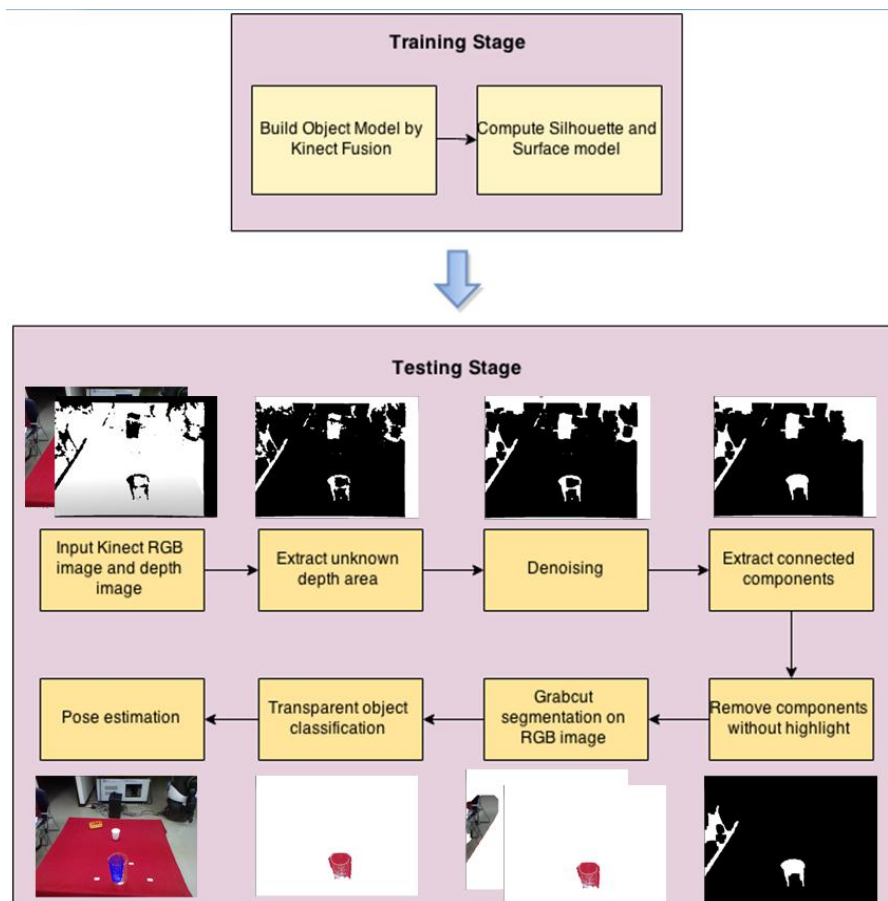 Training Stage
Build Object Model by
Kinect Fusion
Compute Silhouette and
Surface model
Testing Stage
Input Kinect RGB
image and depth
image
Extract unknown
depth area
Denoising
Extract connected
components
Pose estimation
Transparent object
classification
Grabcut
segmentation on
RGB image
Remove components
without highlight